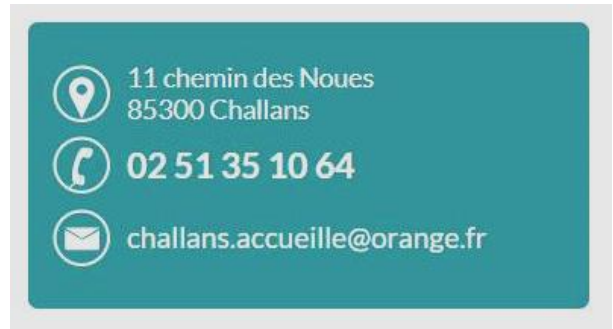 11 chemin des Noues
85300 Challans
02 51 35 10 64
challans.accueille@orange.fr